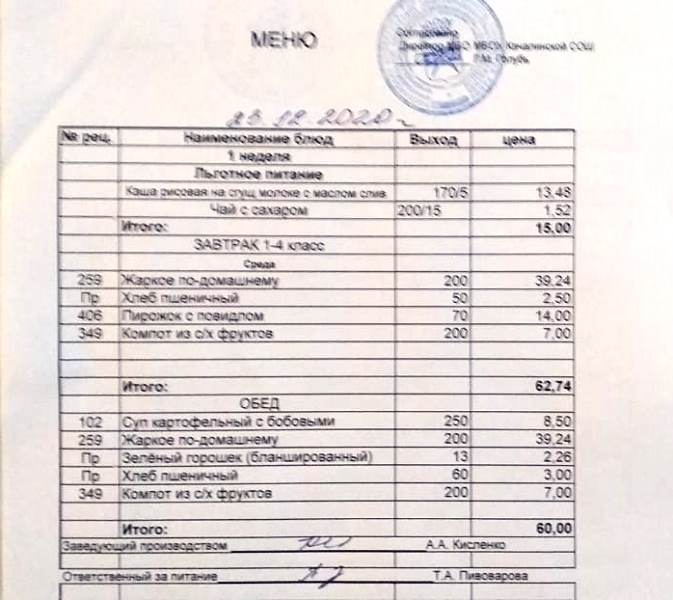 МЕНЮ
Согласовано
Директор МБОУ Качалинской СОШ
Голубь
23.12.2020 г
№ рец. Наименование блюд Выход цена
1 неделя
Льготное питание
Каша рисовая на сгущ молоке с маслом слив 170/5 13,48
Чай с сахаром 200/15 1,52
Итого: 15,00
ЗАВТРАК 1-4 класс
Среда
259 Жаркое по-домашнему 200 39,24
Пр Хлеб пшеничный 50 2,50
406 Пирожок с повидлом 70 14,00
349 Компот из с/х фруктов 200 7,00
Итого: 62,74
ОБЕД
102 Суп картофельный с бобовыми 250 8,50
259 Жаркое по-домашнему 200 39,24
Пр Зелёный горошек (бланшированный) 13 2,26
Пр Хлеб пшеничный 60 3,00
349 Компот из с/х фруктов 200 7,00
Итого: 60,00
Заведующий производством А.А. Кисленко
Ответственный за питание Т.А. Пивоварова